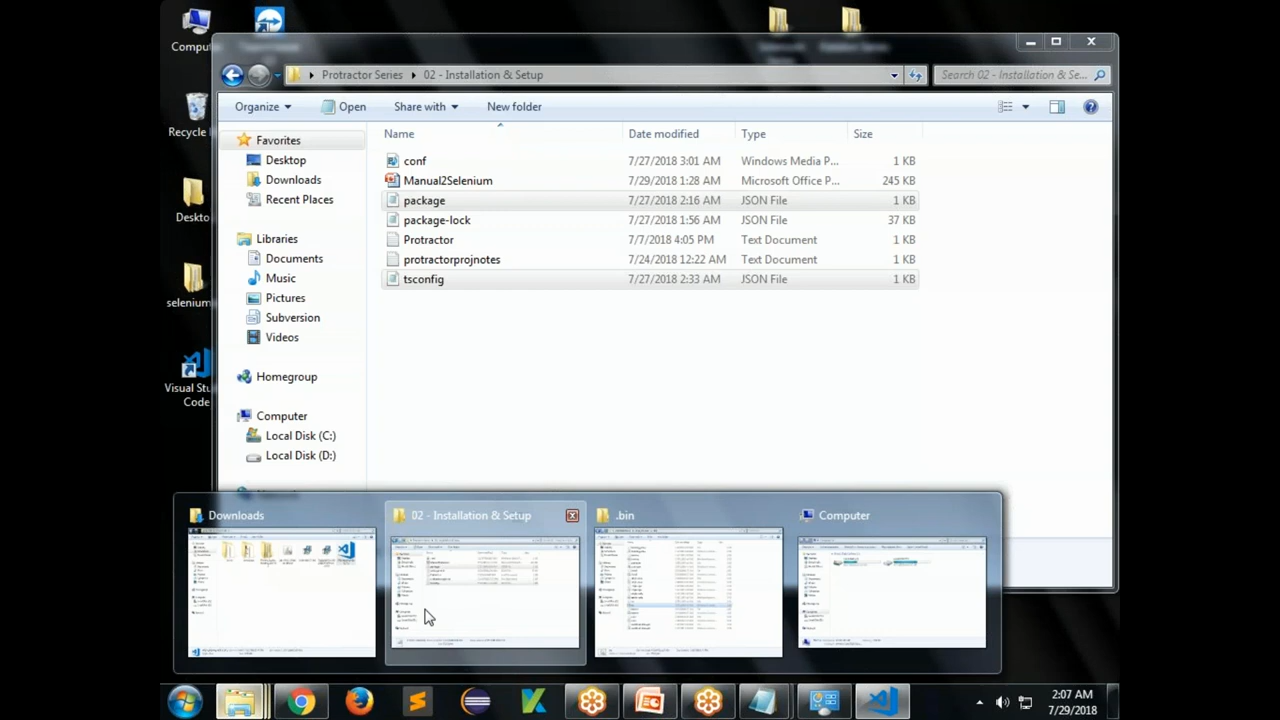 Comput
Recycle
Deskto
selenium
Visual Stu
Code
Protractor Series
02 - Installation & Setup
Search 02 - Installation & Se...
Organize
Open
Share with
New folder
Name
Date modified
Type
Size
Favorites
Desktop
Downloads
Recent Places
Libraries
Documents
Music
Pictures
Subversion
Videos
Homegroup
Computer
Local Disk (C:)
Local Disk (D:)
conf 7/27/2018 3:01 AM Windows Media P... 1 KB
Manual2Selenium 7/29/2018 1:28 AM Microsoft Office P... 245 KB
package 7/27/2018 2:16 AM JSON File 1 KB
package-lock 7/27/2018 1:56 AM JSON File 37 KB
Protractor 7/7/2018 4:05 PM Text Document 1 KB
protractorprojnotes 7/24/2018 12:22 AM Text Document 1 KB
tsconfig 7/27/2018 2:33 AM JSON File 1 KB
Downloads
02 - Installation & Setup
.bin
Computer
2:07 AM
7/29/2018